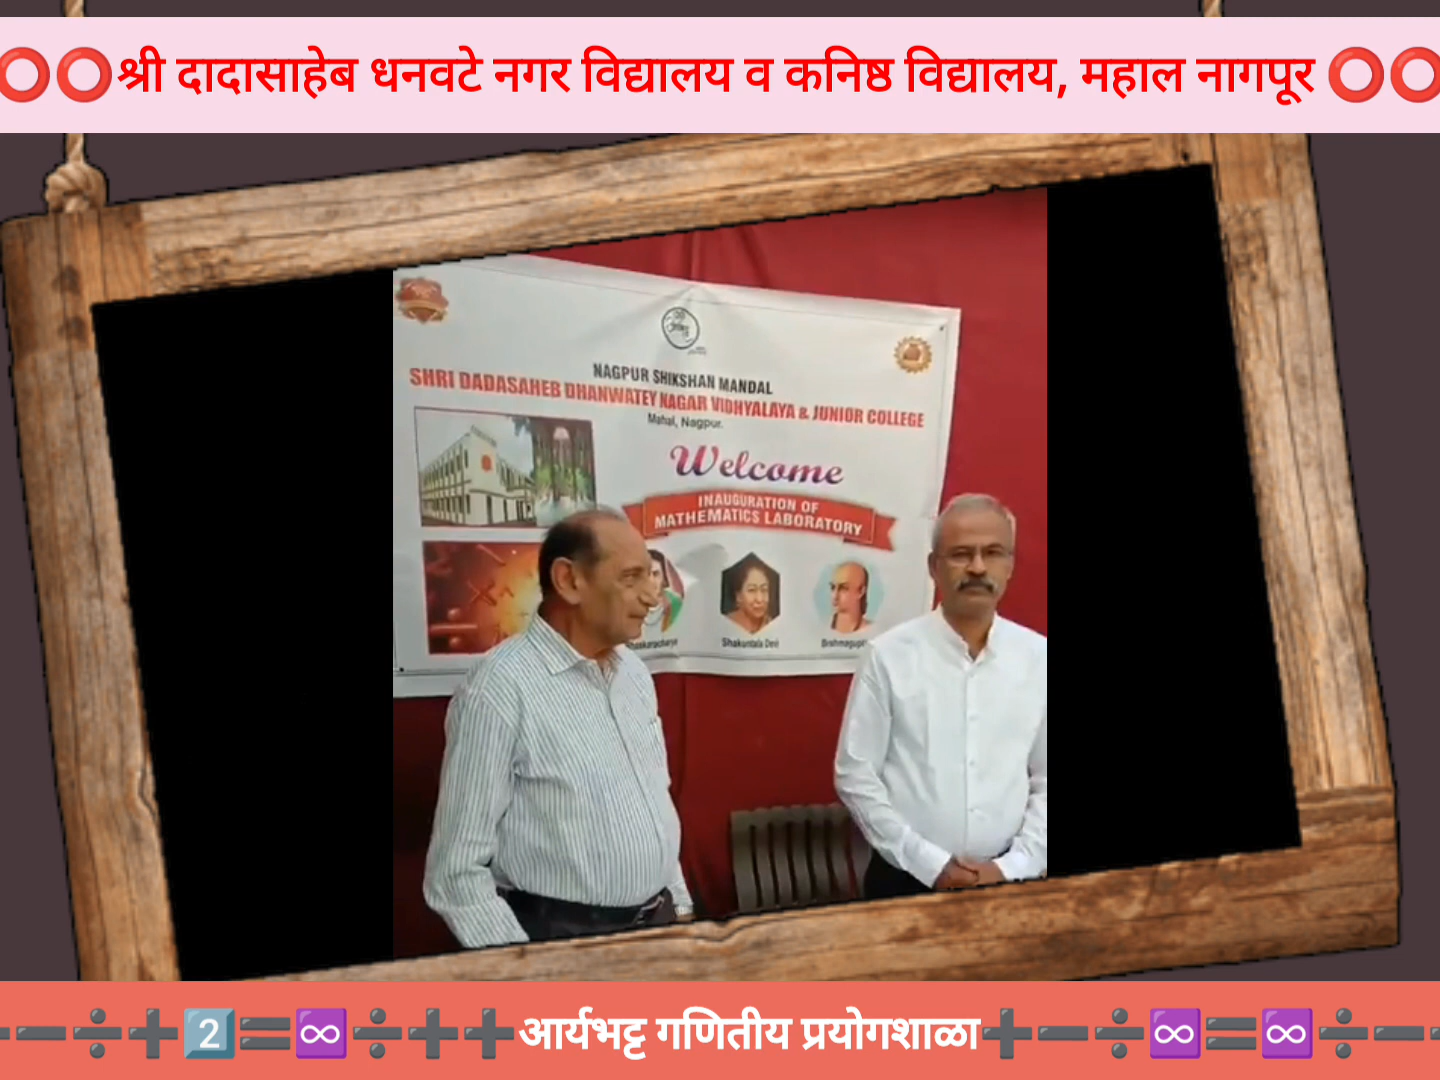 ⭕⭕श्री दादासाहेब धनवटे नगर विद्यालय व कनिष्ठ विद्यालय, महाल नागपूर ⭕⭕
NAGPUR SHIKSHAN MANDAL
SHRI DADASAHEB DHANWATEY NAGAR VIDHYALAYA & JUNIOR COLLEGE
Mahal, Nagpur.
Welcome
INAUGURATION OF
MATHEMATICS LABORATORY
Shakuntala Devi
➖➗➕2️⃣🟰♾️➗➕➕आर्यभट्ट गणितीय प्रयोगशाळा➕➖➗♾️🟰♾️➗➖